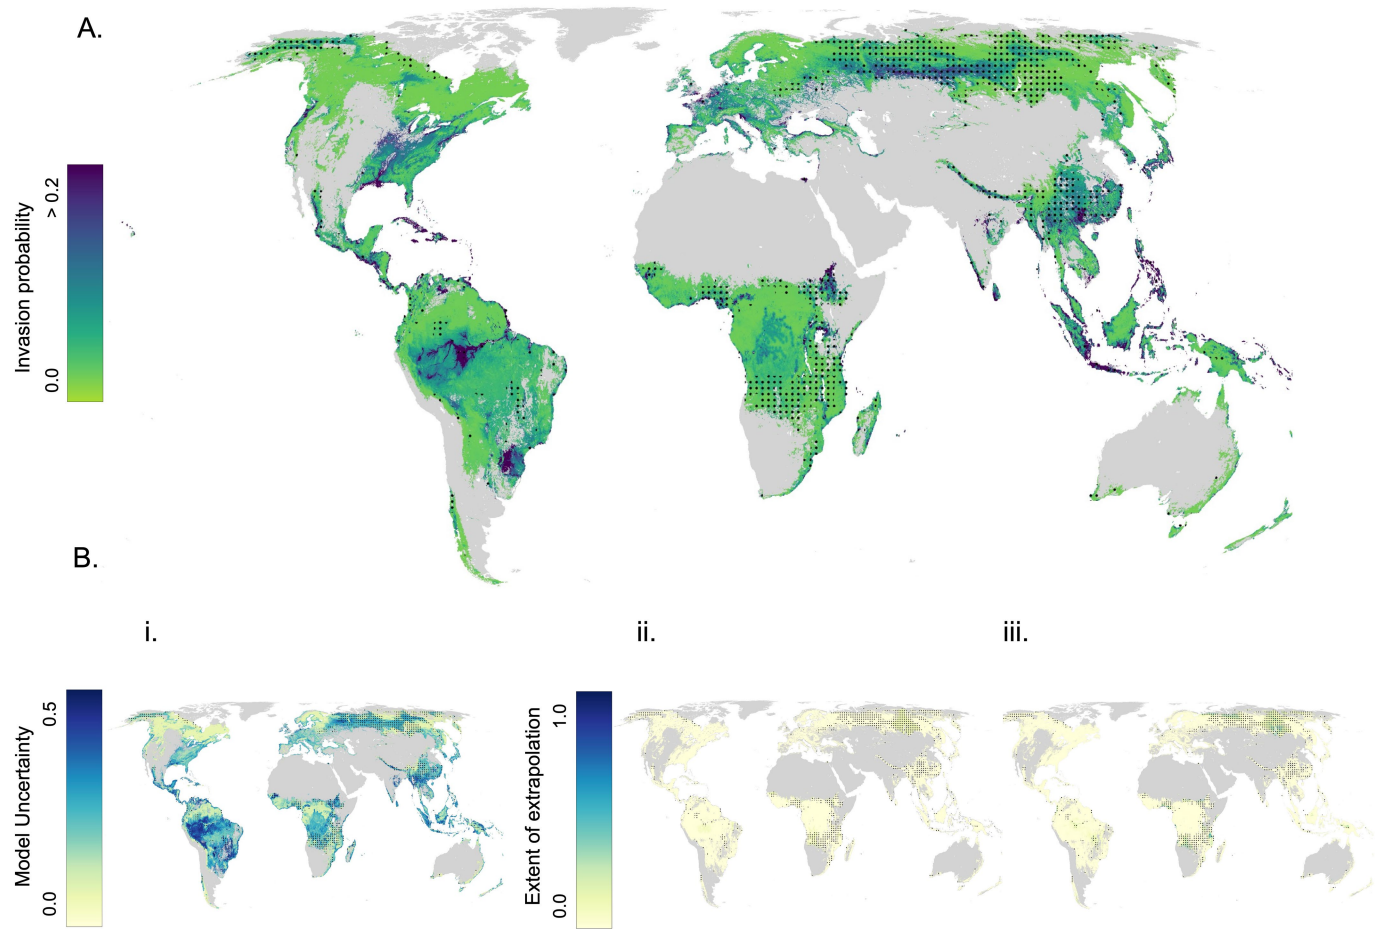 A.
> 0.2
Invasion probability
0.0
B.
i.
ii.
iii.
0.5
Model Uncertainty
0.0
1.0
Extent of extrapolation
0.0